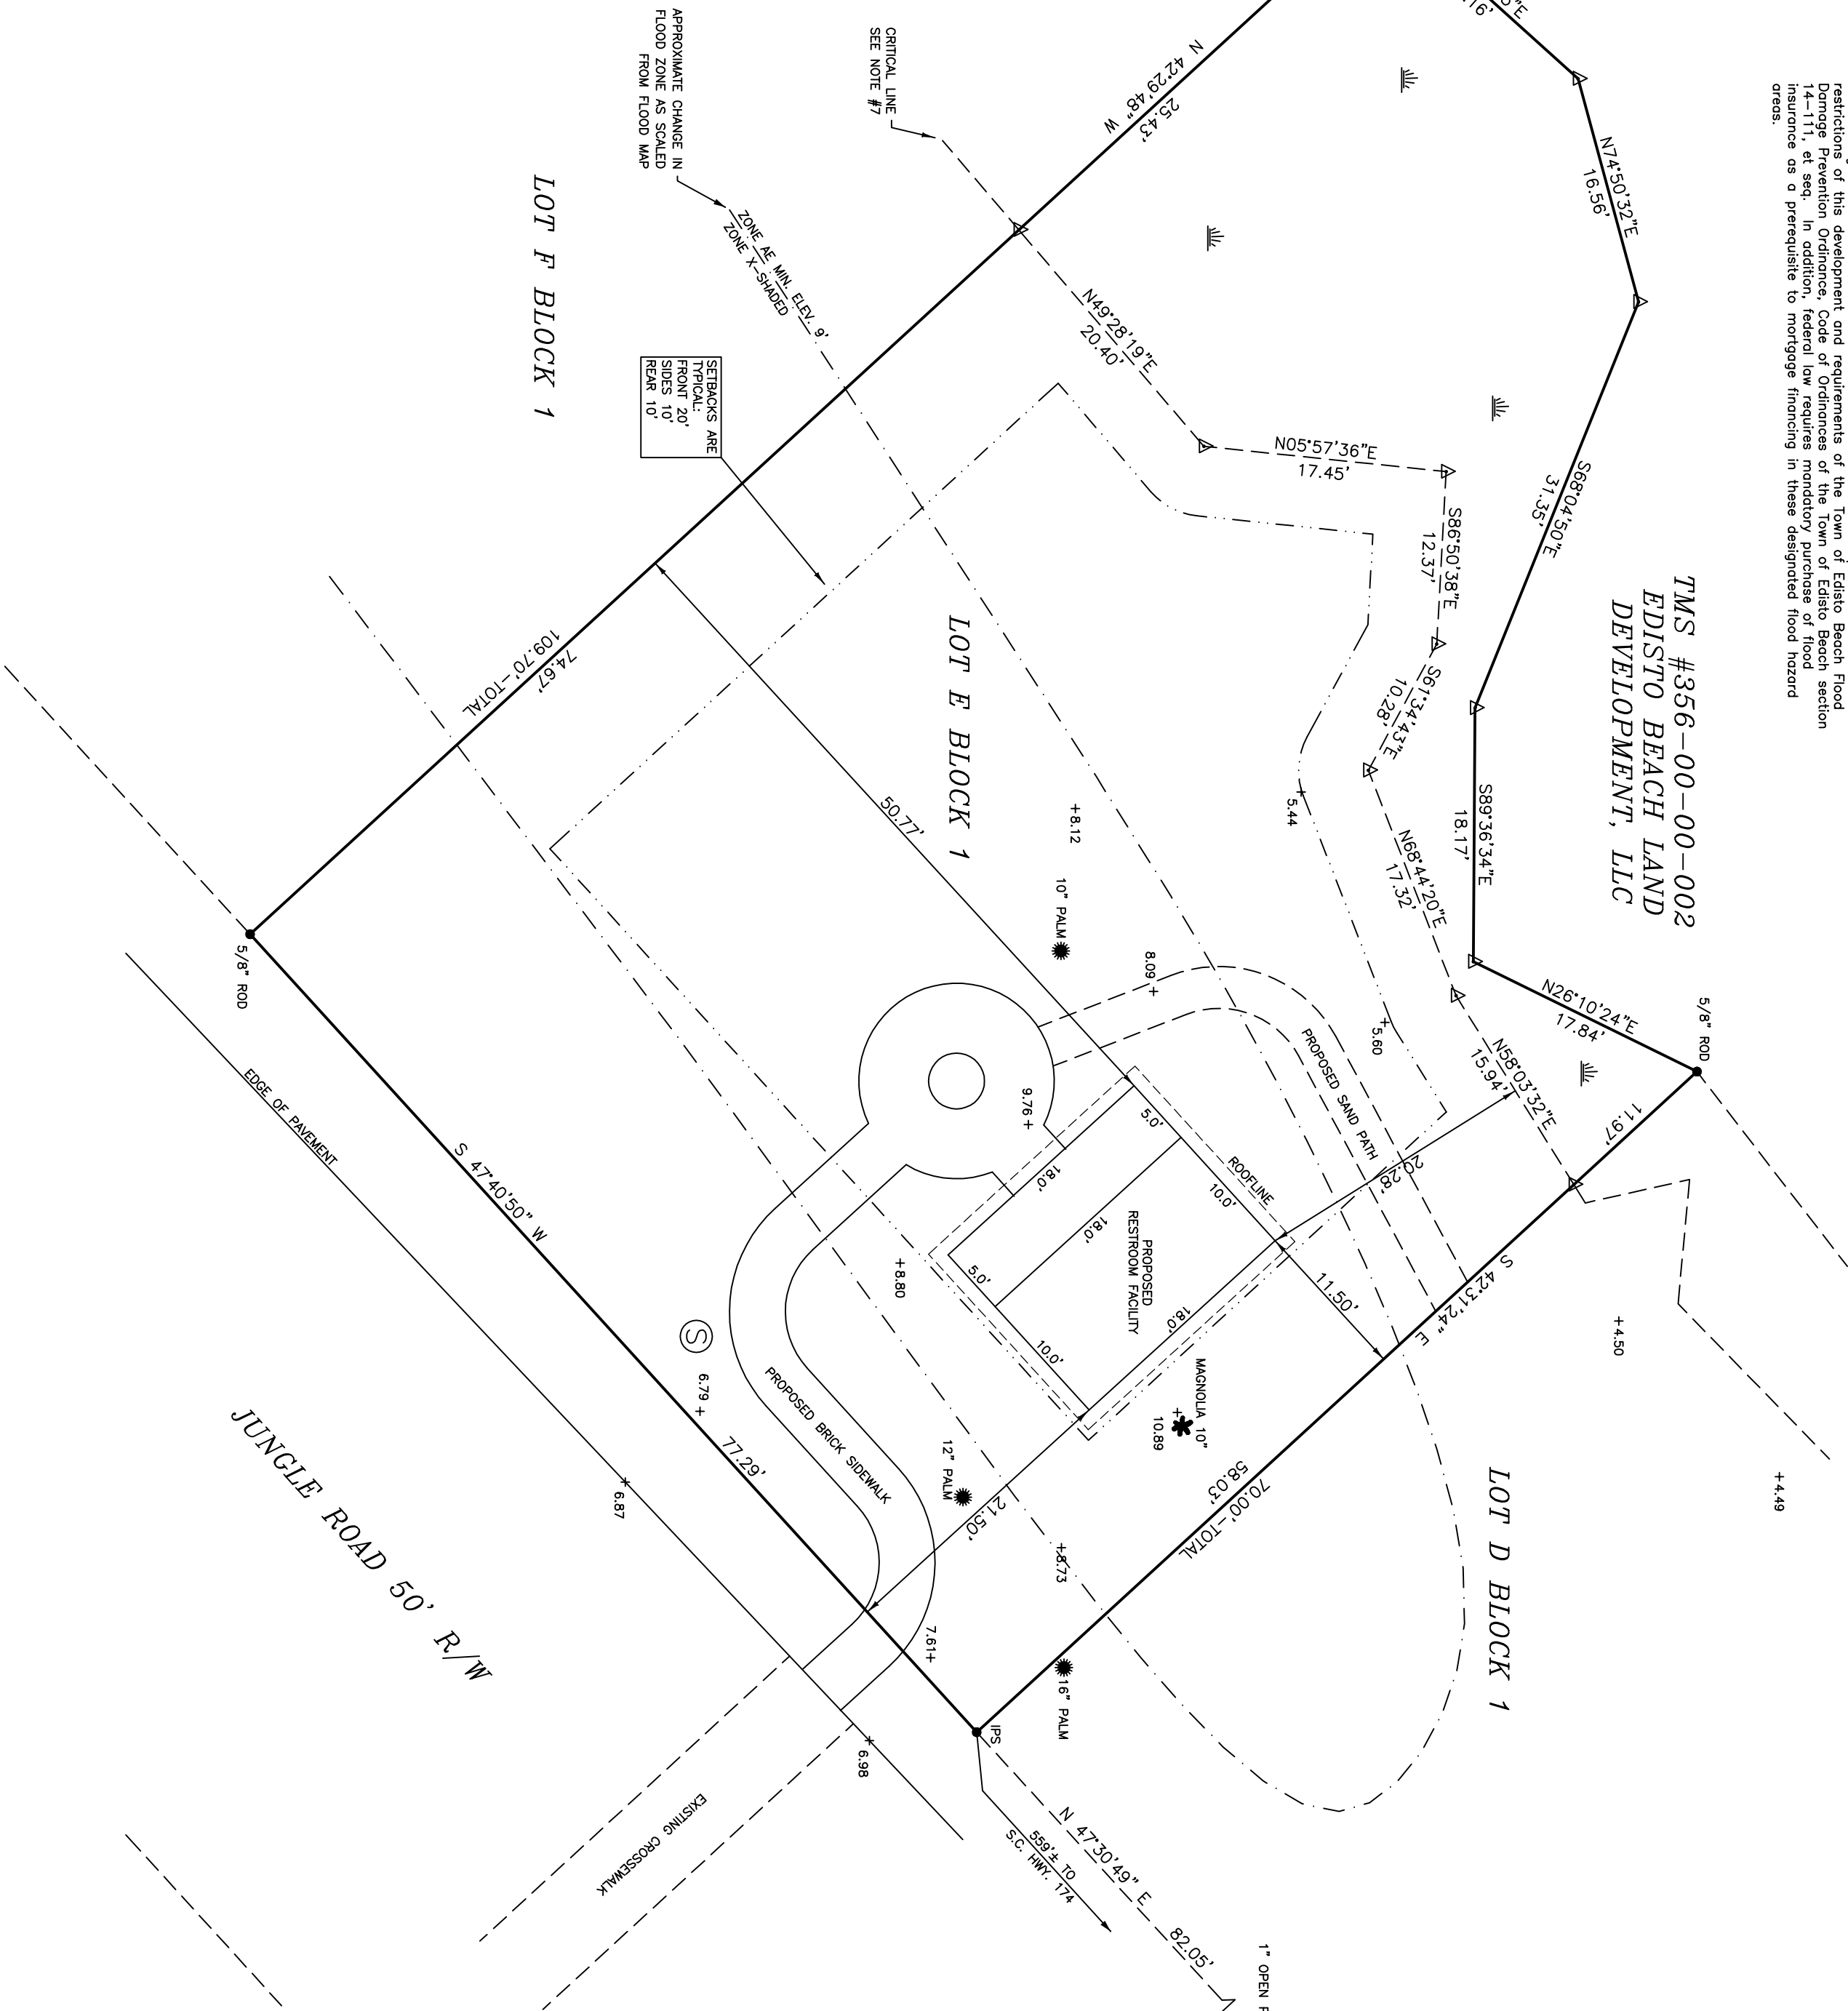 restrictions of this development and requirements of the Town of Edisto Beach Flood
Damage Prevention Ordinance, Code of Ordinances of the Town of Edisto Beach section
14-111, et seq. In addition, federal law requires mandatory purchase of flood
insurance as a prerequisite to mortgage financing in these designated flood hazard
areas.
TMS #356-00-00-002
EDISTO BEACH LAND
DEVELOPMENT, LLC
N74°50'32"E
16.56'
S68°04'50"E
31.35'
S89°36'34"E
18.17'
N26°10'24"E
17.84'
5/8" ROD
11.97'
N 42°29'48" W
25.43'
CRITICAL LINE
SEE NOTE #7
APPROXIMATE CHANGE IN
FLOOD ZONE AS SCALED
FROM FLOOD MAP
ZONE AE MIN. ELEV. 9'
ZONE X-SHADED
N49°28'19"E
20.40'
N05°57'36"E
17.45'
S86°50'38"E
12.37'
S61°34'43"E
10.28'
N68°44'20"E
17.32'
N58°03'32"E
15.94'
LOT F BLOCK 1
SETBACKS ARE
TYPICAL:
FRONT 20'
SIDES 10'
REAR 10'
LOT E BLOCK 1
109.70'-TOTAL
74.67'
50.77'
+8.12
5.44
5.60
10" PALM
8.09 +
9.76 +
PROPOSED SAND PATH
ROOFLINE
5.0'
10.0'
18.0'
18.0'
18.0'
5.0'
10.0'
PROPOSED
RESTROOM FACILITY
20.28'
11.50'
S 42°31'24" E
+4.50
+4.49
+8.80
MAGNOLIA 10"
10.89
58.03'
70.00'-TOTAL
LOT D BLOCK 1
5/8" ROD
EDGE OF PAVEMENT
S 47°40'50" W
77.29'
S
6.79 +
PROPOSED BRICK SIDEWALK
12" PALM
21.50'
+8.73
7.61+
16" PALM
IPS
6.87
6.98
JUNGLE ROAD 50' R/W
EXISTING CROSSEWALK
559'± TO
S.C. HWY. 174
N 47°30'49" E
82.05'
1" OPEN